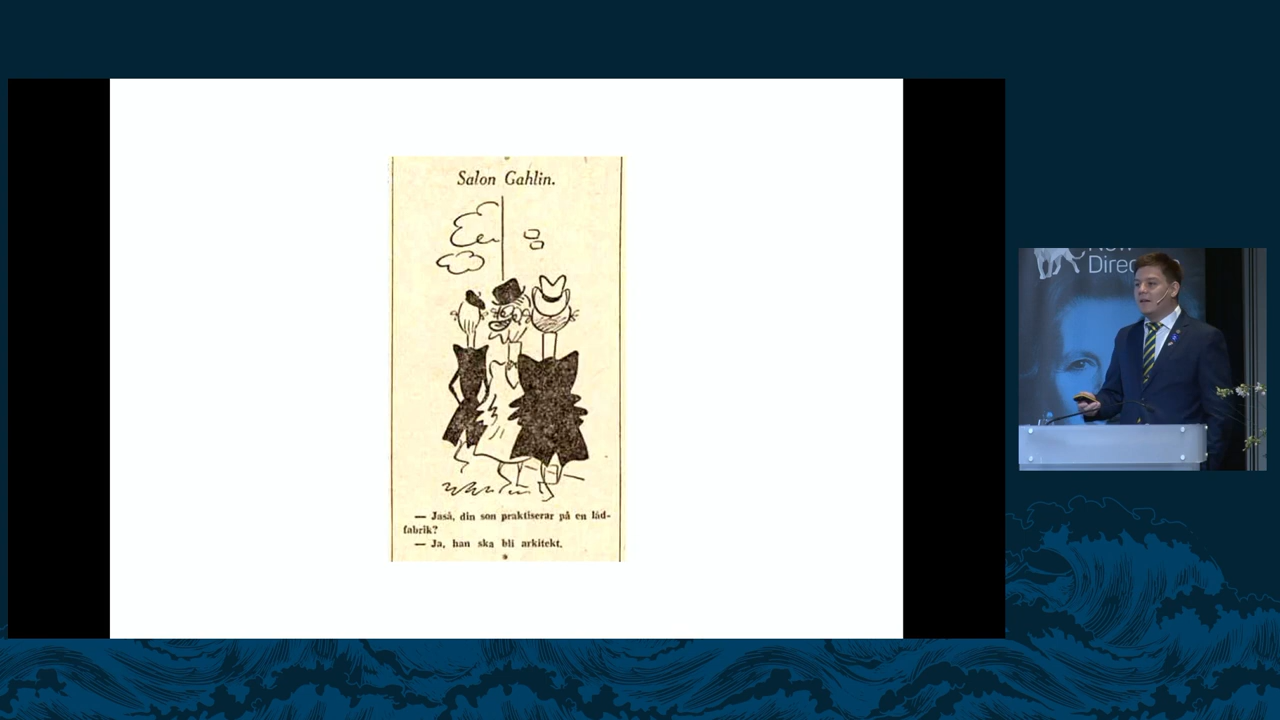 Salon Gahlin.
— Jaså, din son praktiserar på en låd-
fabrik?
— Ja, han ska bli arkitekt.